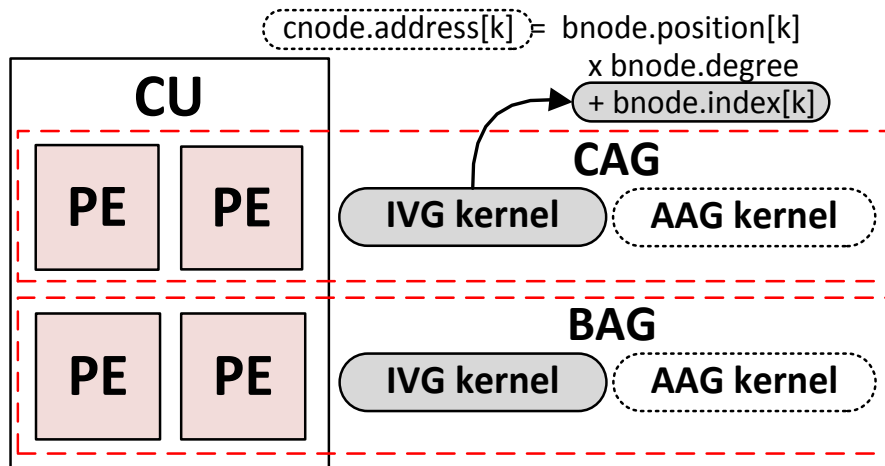 cnode.address[k] = bnode.position[k]
x bnode.degree
+ bnode.index[k]
CU
CAG
PE PE IVG kernel AAG kernel
BAG
PE PE IVG kernel AAG kernel